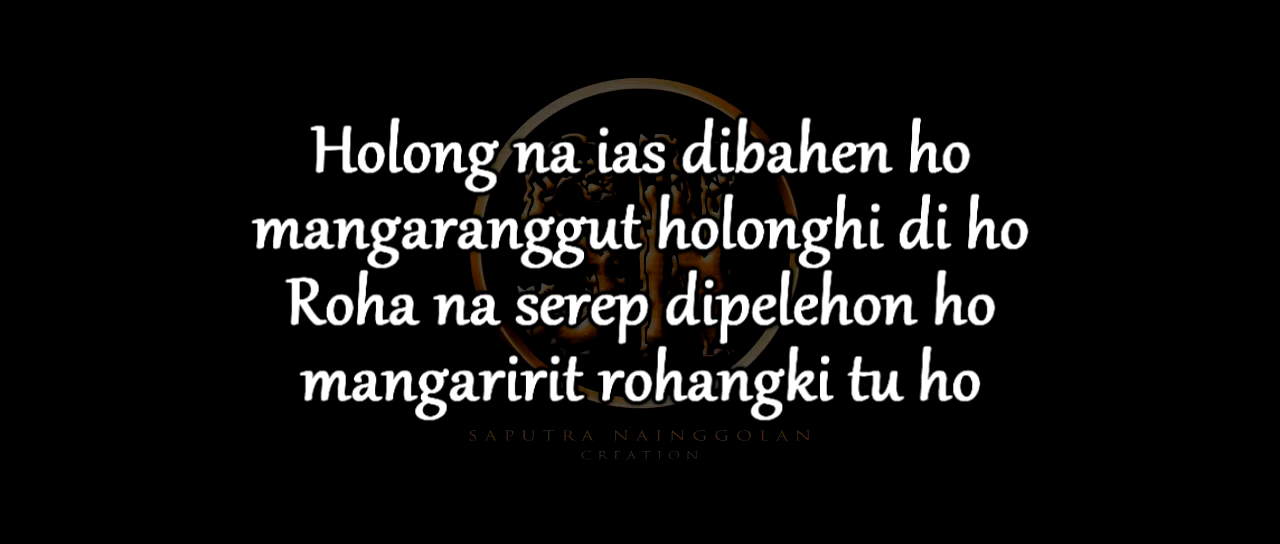 Holong na ias dibahen ho
mangaranggut holonghi di ho
Roha na serep dipelehon ho
mangaririt rohangki tu ho
SAPUTRA NAINGGOLAN
CREATION